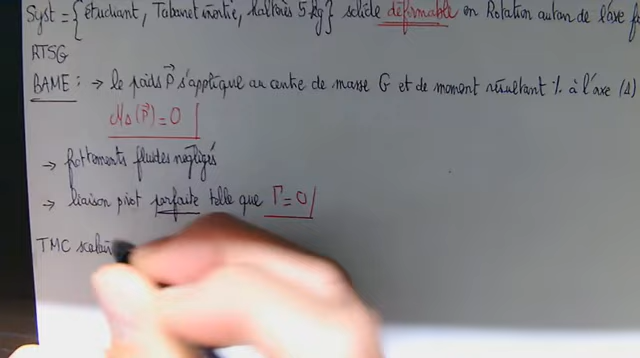 Syst = {étudiant, Tabouret inertie, haltères 5 kg} solide déformable en Rotation autour de l'axe
RTSG
BAME : → le poids P⃗ s'applique au centre de masse G et de moment résultant % à l'axe (Δ)
M_Δ(P⃗) = 0
→ frottements fluides négligés
→ liaison pivot parfaite telle que Γ = 0
TMC